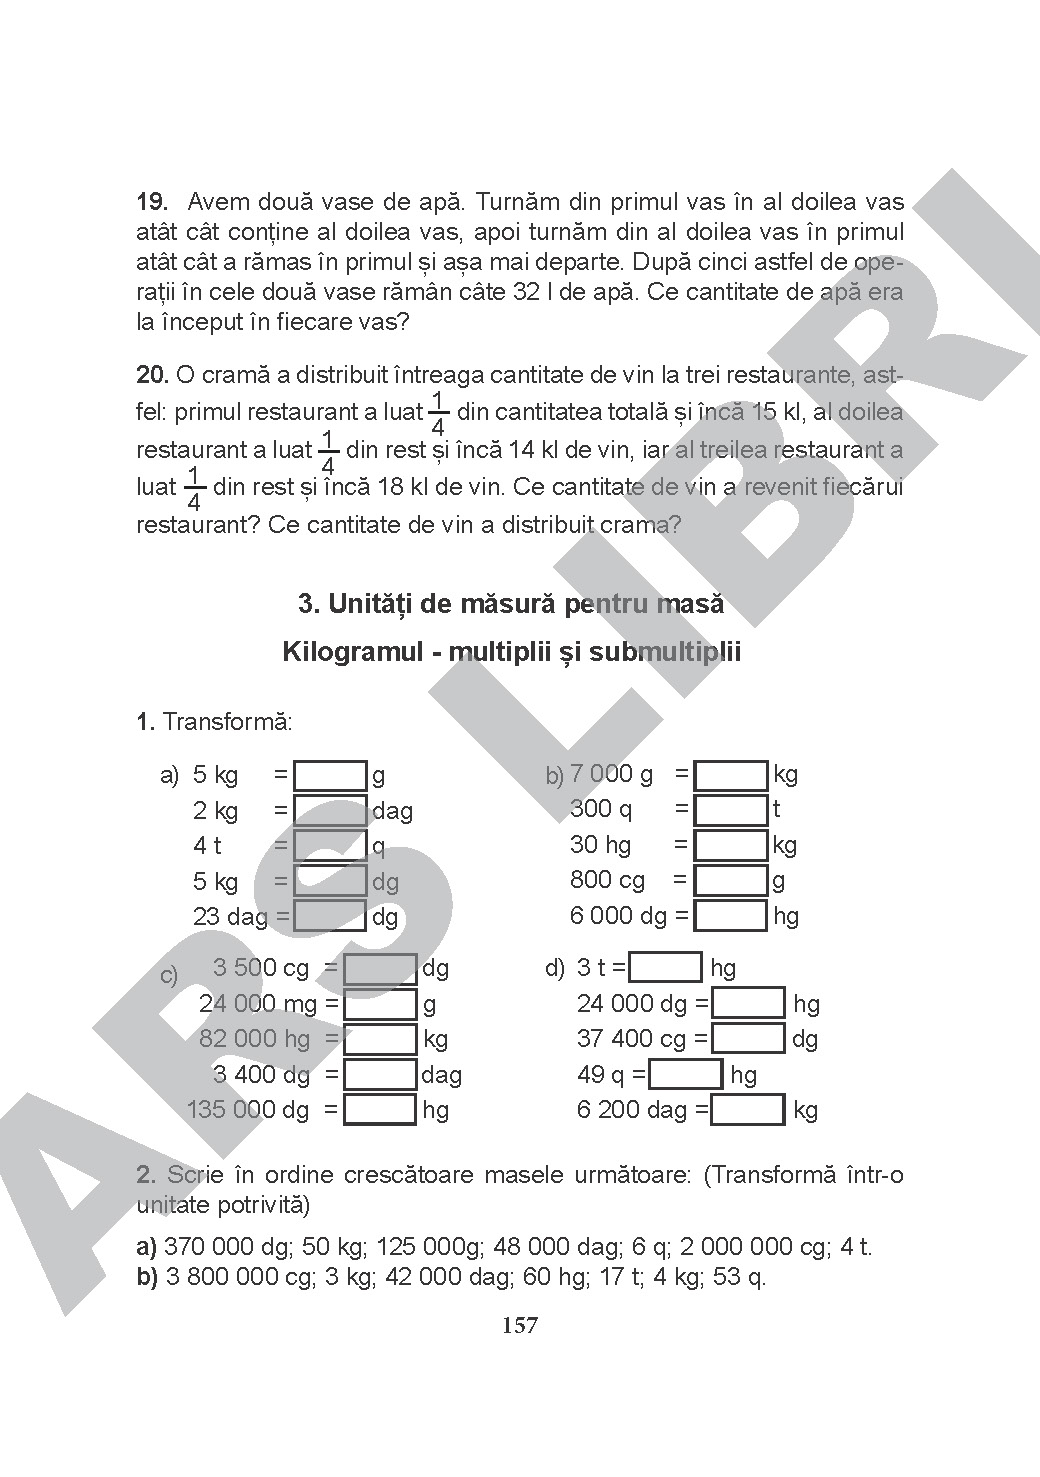 19. Avem două vase de apă. Turnăm din primul vas în al doilea vas
atât cât conține al doilea vas, apoi turnăm din al doilea vas în primul
atât cât a rămas în primul și așa mai departe. După cinci astfel de ope-
rații în cele două vase rămân câte 32 l de apă. Ce cantitate de apă era
la început în fiecare vas?
20. O cramă a distribuit întreaga cantitate de vin la trei restaurante, ast-
fel: primul restaurant a luat 1/4 din cantitatea totală și încă 15 kl, al doilea
restaurant a luat 1/4 din rest și încă 14 kl de vin, iar al treilea restaurant a
luat 1/4 din rest și încă 18 kl de vin. Ce cantitate de vin a revenit fiecărui
restaurant? Ce cantitate de vin a distribuit crama?
3. Unități de măsură pentru masă
Kilogramul - multiplii și submultiplii
1. Transformă:
a) 5 kg = g
2 kg = dag
4 t = q
5 kg = dg
23 dag = dg
b) 7 000 g = kg
300 q = t
30 hg = kg
800 cg = g
6 000 dg = hg
c) 3 500 cg = dg
24 000 mg = g
82 000 hg = kg
3 400 dg = dag
135 000 dg = hg
d) 3 t = hg
24 000 dg = hg
37 400 cg = dg
49 q = hg
6 200 dag = kg
2. Scrie în ordine crescătoare masele următoare: (Transformă într-o
unitate potrivită)
a) 370 000 dg; 50 kg; 125 000g; 48 000 dag; 6 q; 2 000 000 cg; 4 t.
b) 3 800 000 cg; 3 kg; 42 000 dag; 60 hg; 17 t; 4 kg; 53 q.
157
ARS LIBRI